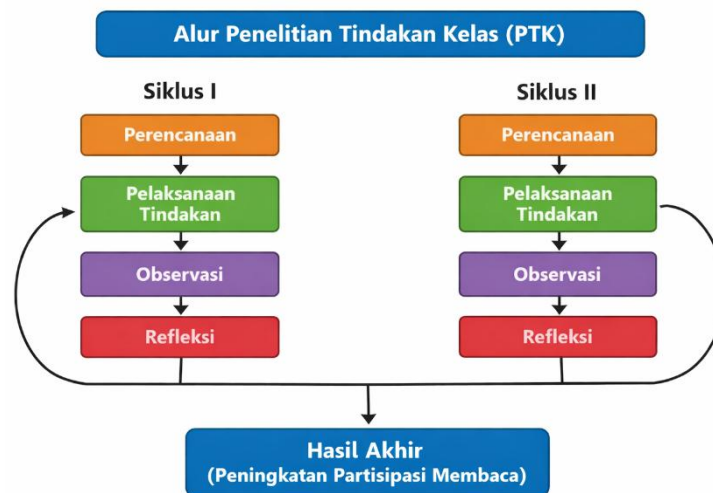 Alur Penelitian Tindakan Kelas (PTK)
Siklus I
Perencanaan
Pelaksanaan
Tindakan
Observasi
Refleksi
Siklus II
Perencanaan
Pelaksanaan
Tindakan
Observasi
Refleksi
Hasil Akhir
(Peningkatan Partisipasi Membaca)